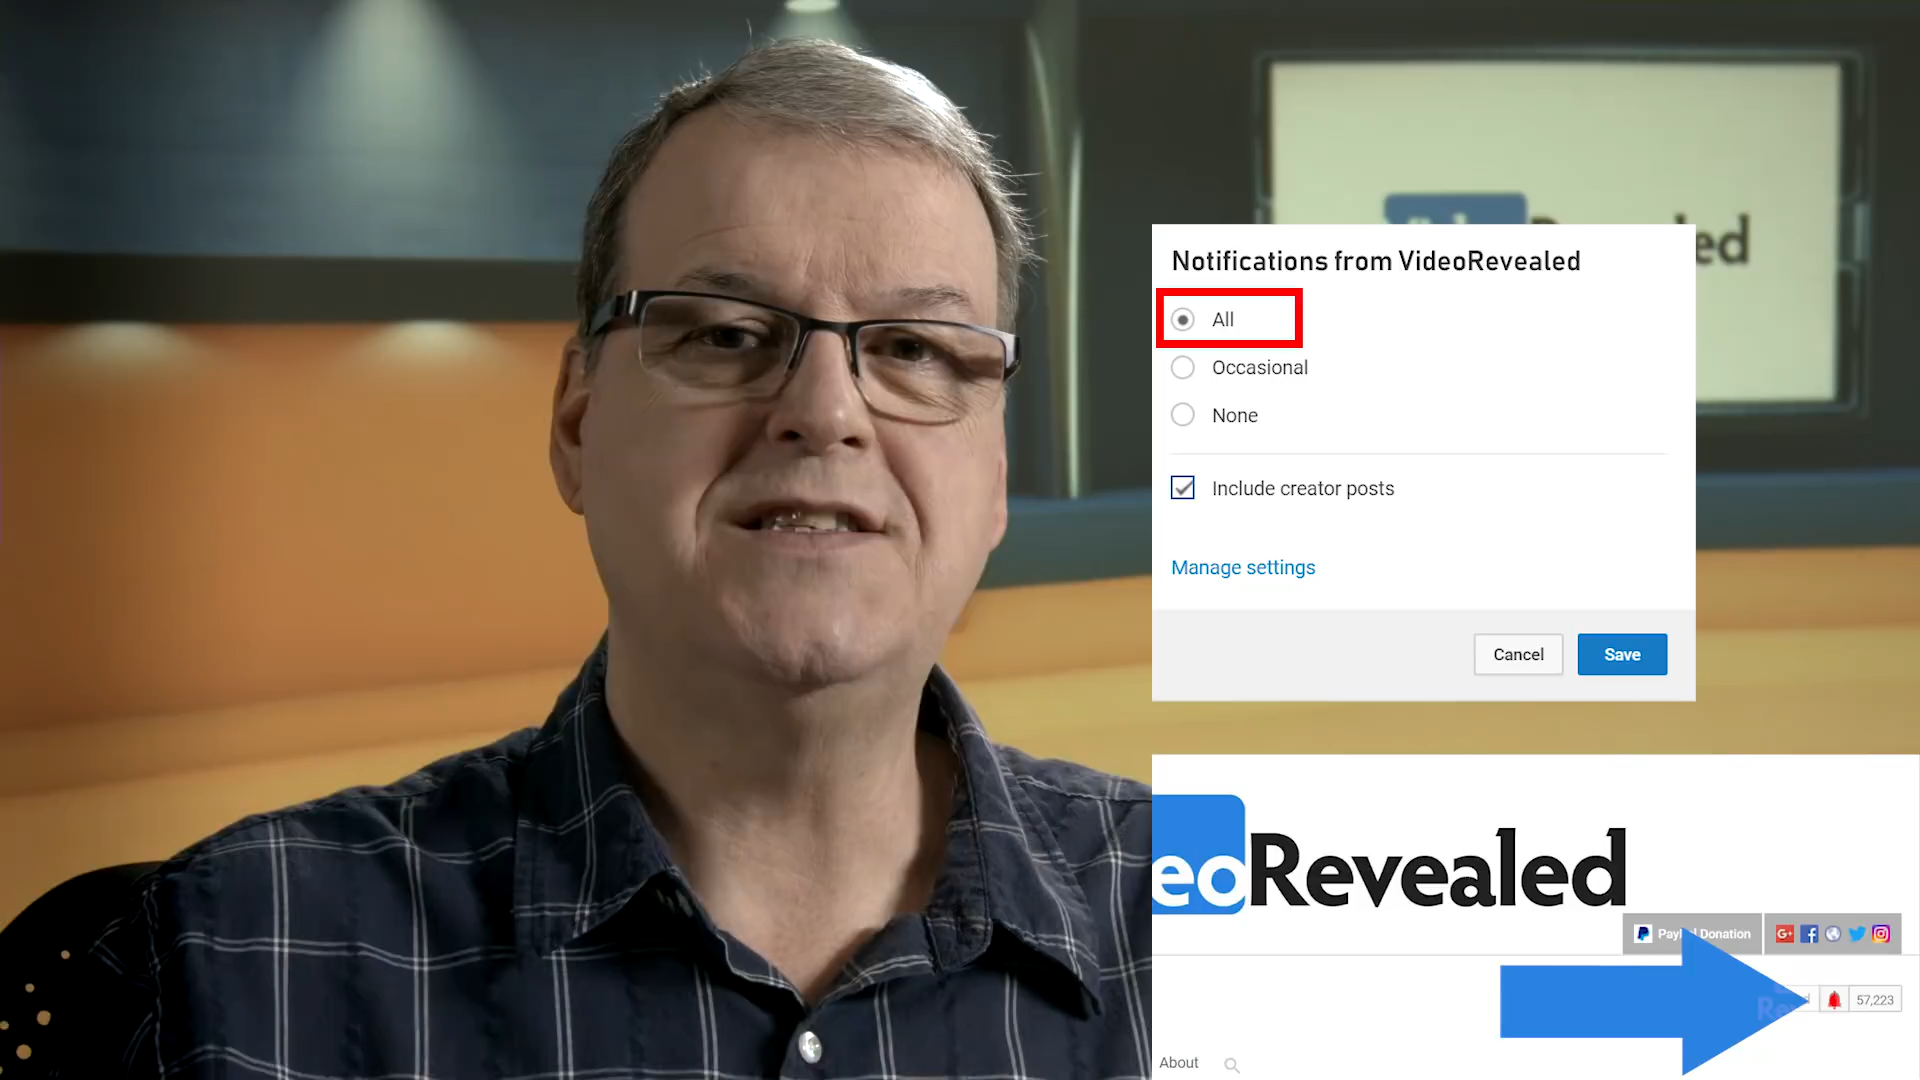 Notifications from VideoRevealed
All
Occasional
None
Include creator posts
Manage settings
Cancel
Save
eoRevealed
Donation
57,223
About